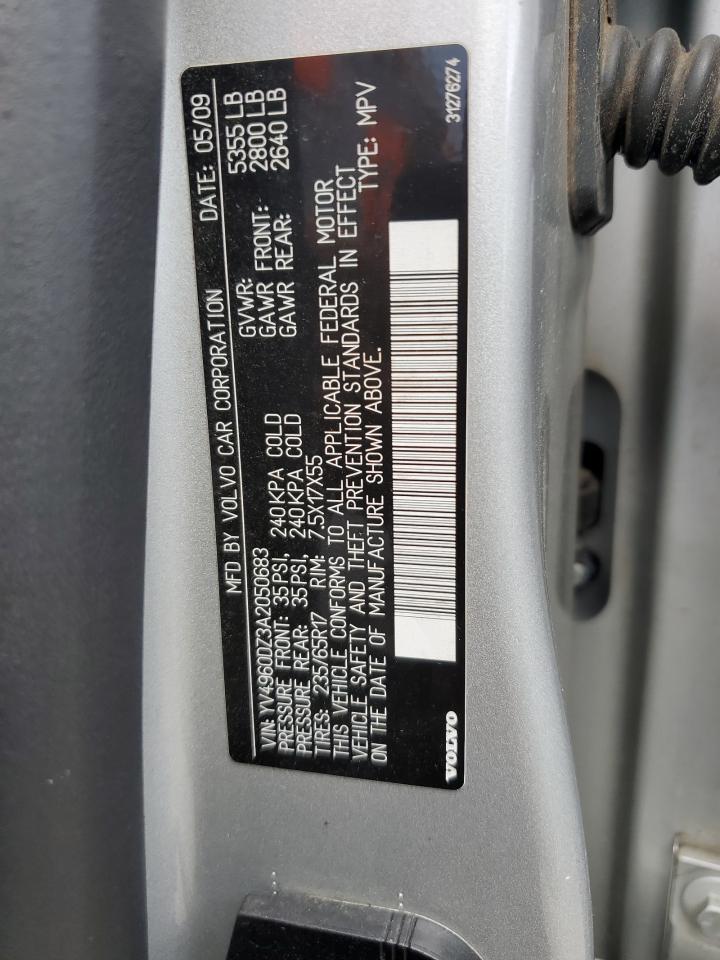 MFD BY VOLVO CAR CORPORATION DATE: 05/09
VIN: YV4960DZ3A2050683 GVWR: 5355 LB
PRESSURE FRONT: 35PSI, 240KPA COLD GAWR FRONT: 2800 LB
PRESSURE REAR: 35PSI, 240KPA COLD GAWR REAR: 2640 LB
TIRES: 235/65R17 RIM: 7.5X17X55
THIS VEHICLE CONFORMS TO ALL APPLICABLE FEDERAL MOTOR
VEHICLE SAFETY AND THEFT PREVENTION STANDARDS IN EFFECT
ON THE DATE OF MANUFACTURE SHOWN ABOVE. TYPE: MPV
VOLVO 31276274